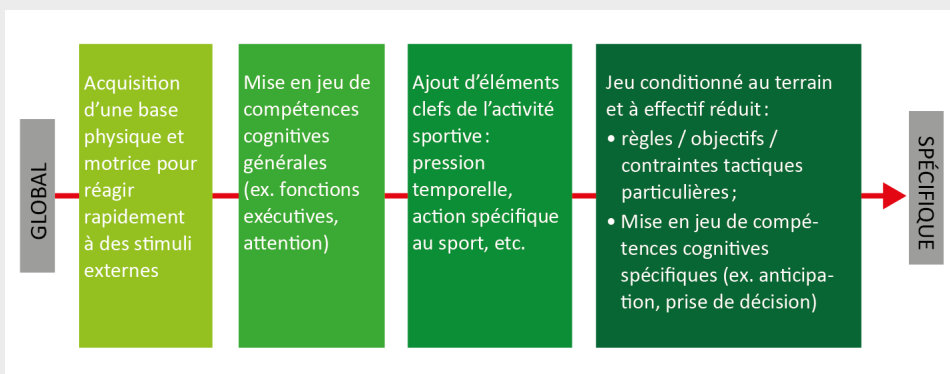 GLOBAL
Acquisition
d’une base
physique et
motrice pour
réagir
rapidement
à des stimuli
externes
Mise en jeu de
compétences
cognitives
générales
(ex. fonctions
exécutives,
attention)
Ajout d’éléments
clefs de l’activité
sportive :
pression
temporelle,
action spécifique
au sport, etc.
Jeu conditionné au terrain
et à effectif réduit :
• règles / objectifs /
contraintes tactiques
particulières ;
• Mise en jeu de compé-
tences cognitives
spécifiques (ex. anticipa-
tion, prise de décision)
SPÉCIFIQUE